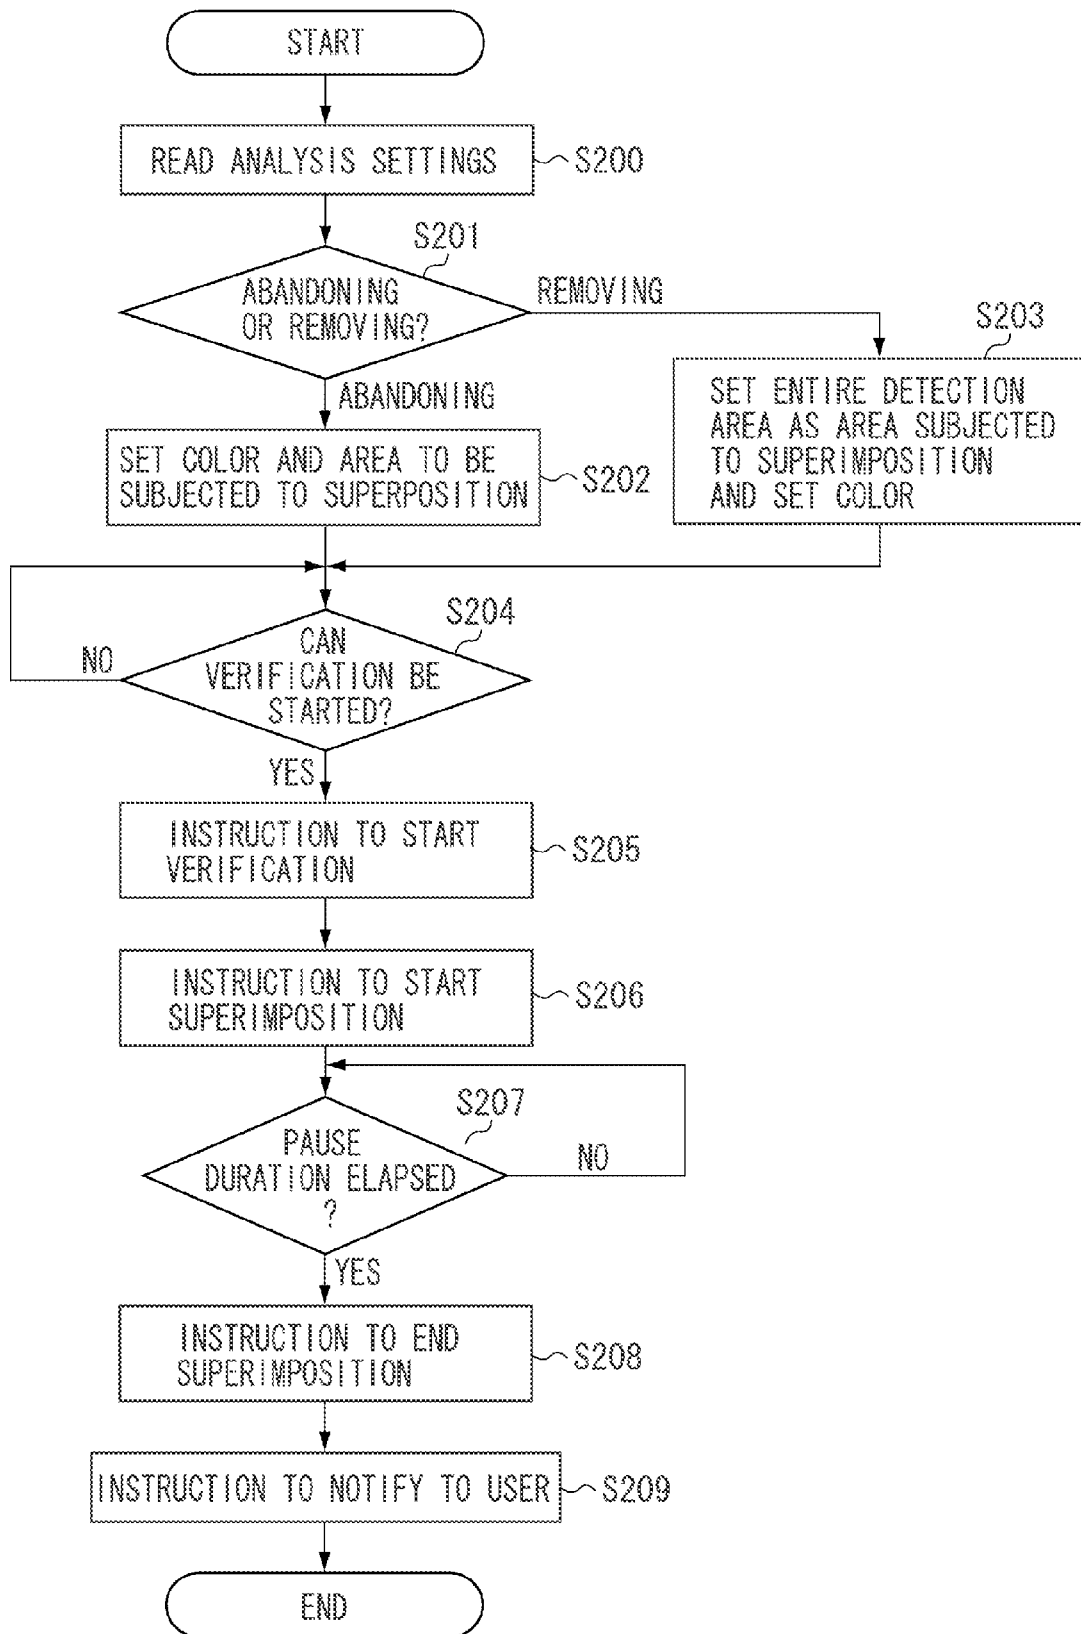 START
READ ANALYSIS SETTINGS
S200
S201
ABANDONING
OR REMOVING?
REMOVING
ABANDONING
S203
SET ENTIRE DETECTION
AREA AS AREA SUBJECTED
TO SUPERIMPOSITION
AND SET COLOR
SET COLOR AND AREA TO BE
SUBJECTED TO SUPERPOSITION
S202
S204
CAN
VERIFICATION BE
STARTED?
NO
YES
INSTRUCTION TO START
VERIFICATION
S205
INSTRUCTION TO START
SUPERIMPOSITION
S206
S207
PAUSE
DURATION ELAPSED
?
NO
YES
INSTRUCTION TO END
SUPERIMPOSITION
S208
INSTRUCTION TO NOTIFY TO USER
S209
END